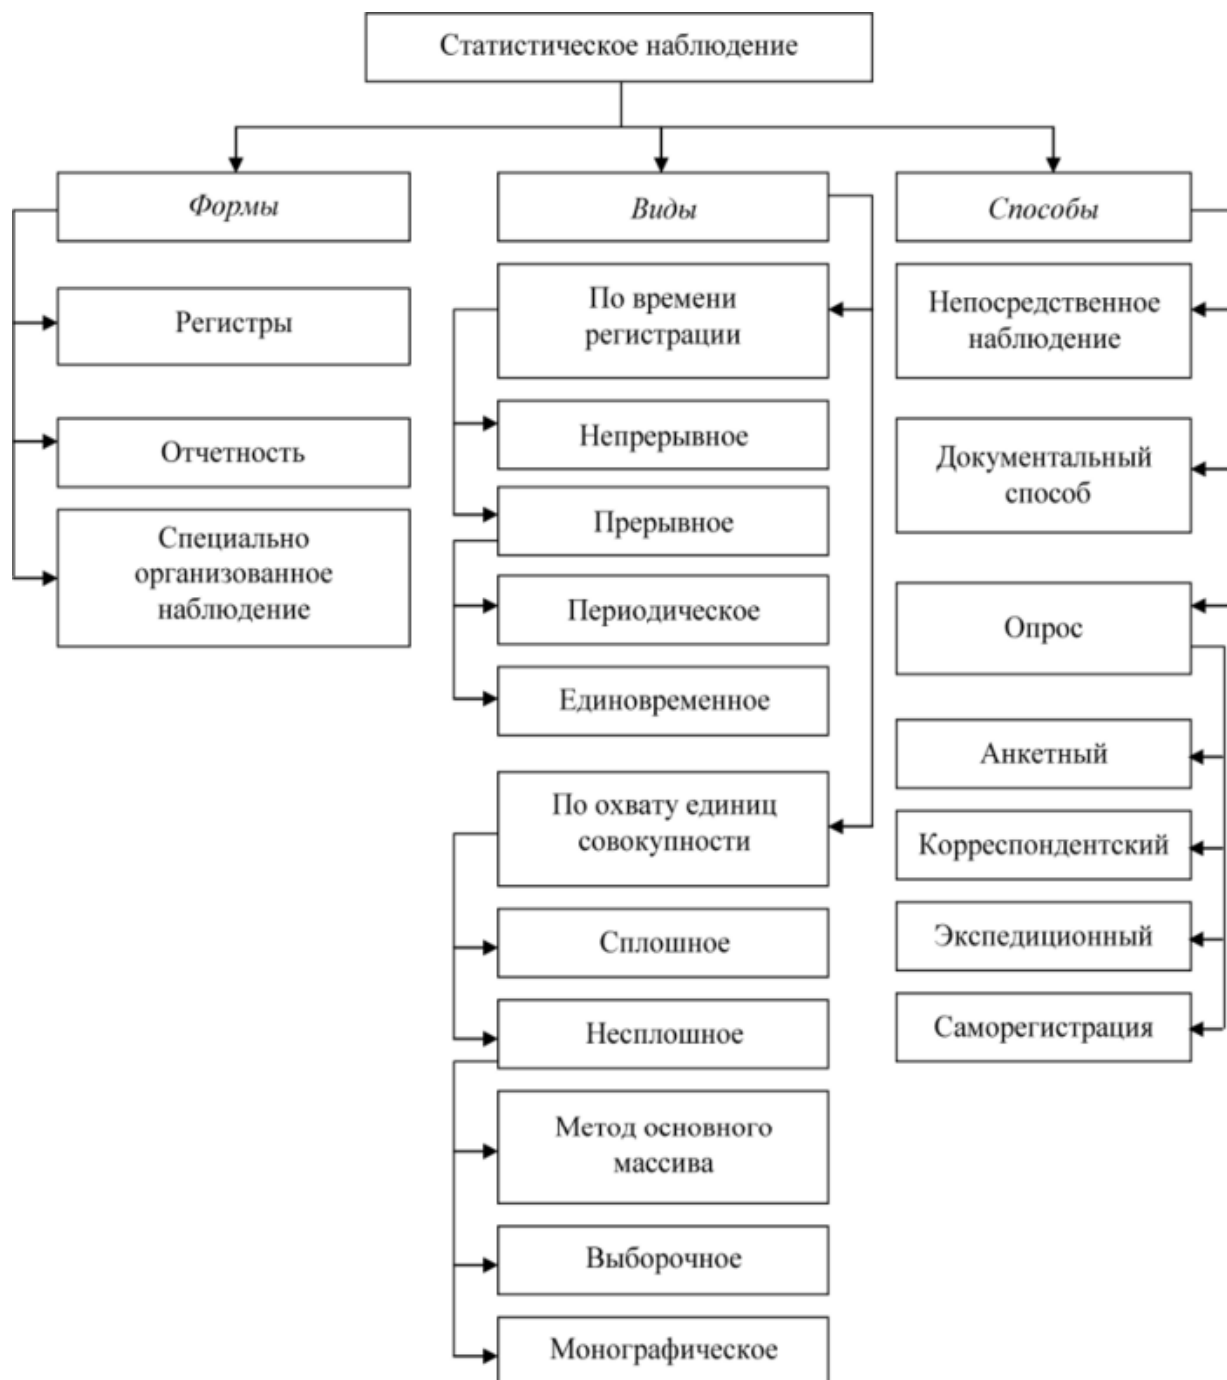 Статистическое наблюдение
Формы
Регистры
Отчетность
Специально
организованное
наблюдение
Виды
По времени
регистрации
Непрерывное
Прерывное
Периодическое
Единовременное
По охвату единиц
совокупности
Сплошное
Несплошное
Метод основного
массива
Выборочное
Монографическое
Способы
Непосредственное
наблюдение
Документальный
способ
Опрос
Анкетный
Корреспондентский
Экспедиционный
Саморегистрация